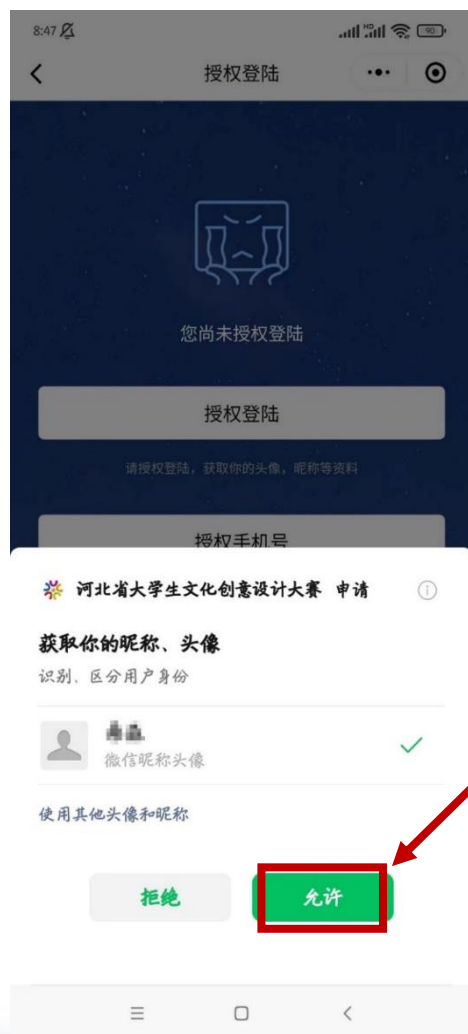 8:47
HD
90
授权登陆
您尚未授权登陆
授权登陆
请授权登陆，获取你的头像，昵称等资料
授权手机号
河北省大学生文化创意设计大赛 申请
获取你的昵称、头像
识别、区分用户身份
微信昵称头像
使用其他头像和昵称
拒绝
允许